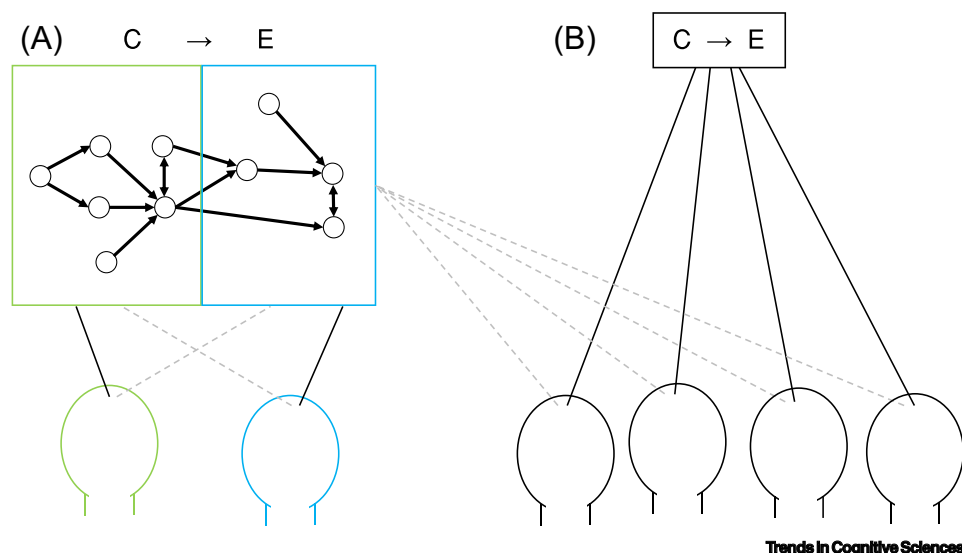 (A) C → E
(B) C → E
Trends in Cognitive Sciences